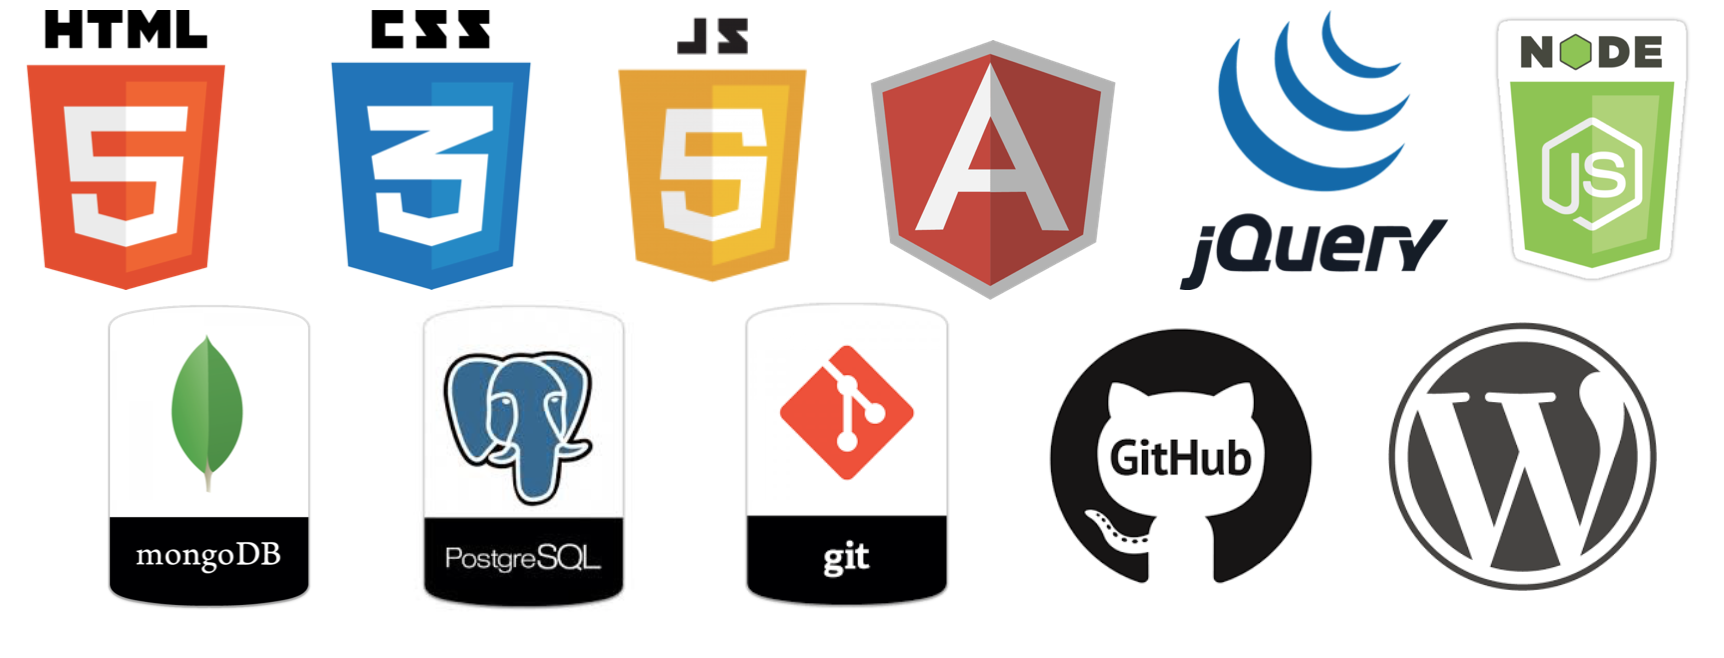 HTML
5
CSS
3
JS
5
A
jQuery
NODE
JS
mongoDB
PostgreSQL
git
GitHub
W